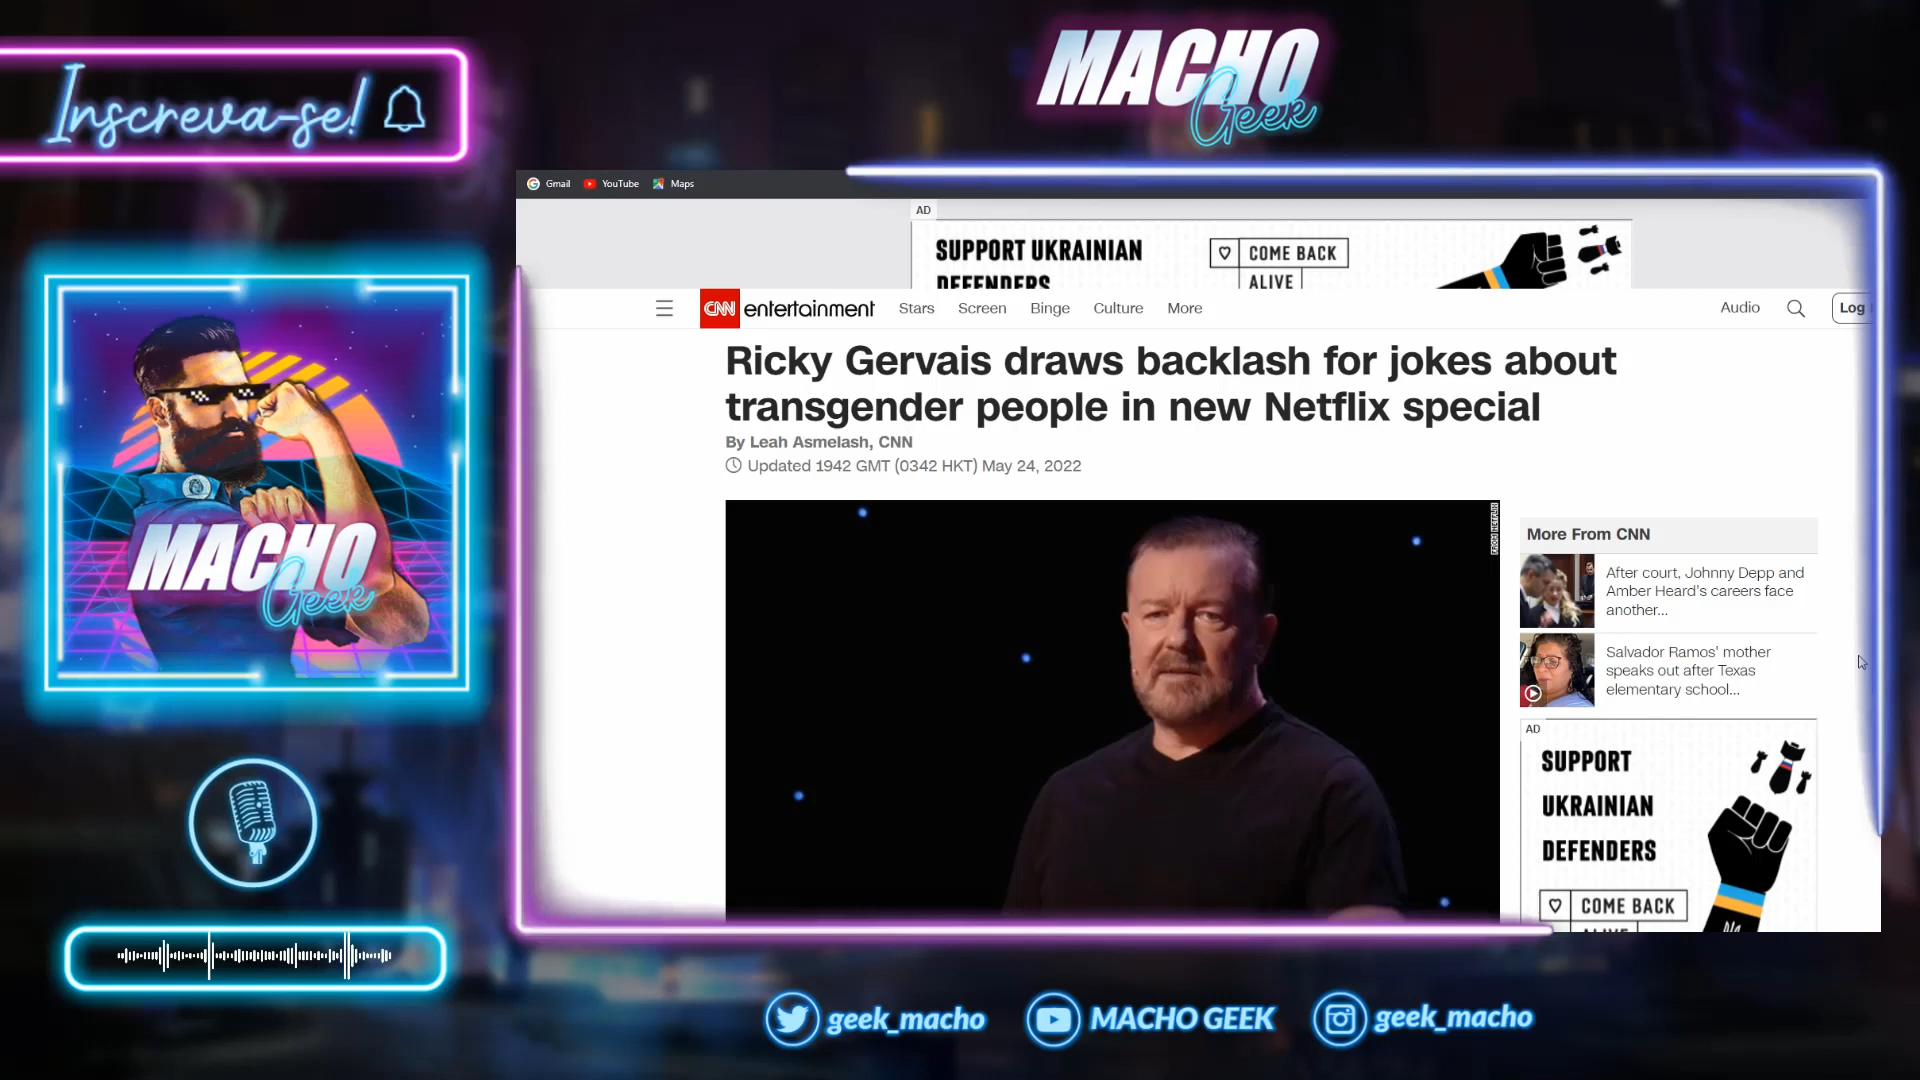 Inscreva-se!
MACHO
Geek
Gmail
YouTube
Maps
AD
SUPPORT UKRAINIAN
DEFENDERS
COME BACK
ALIVE
CNN entertainment
Stars
Screen
Binge
Culture
More
Audio
Log
Ricky Gervais draws backlash for jokes about
transgender people in new Netflix special
By Leah Asmelash, CNN
Updated 1942 GMT (0342 HKT) May 24, 2022
FROM NETFLIX
More From CNN
After court, Johnny Depp and
Amber Heard's careers face
another...
Salvador Ramos' mother
speaks out after Texas
elementary school...
AD
SUPPORT
UKRAINIAN
DEFENDERS
COME BACK
ALIVE
MACHO
Geek
geek_macho
MACHO GEEK
geek_macho